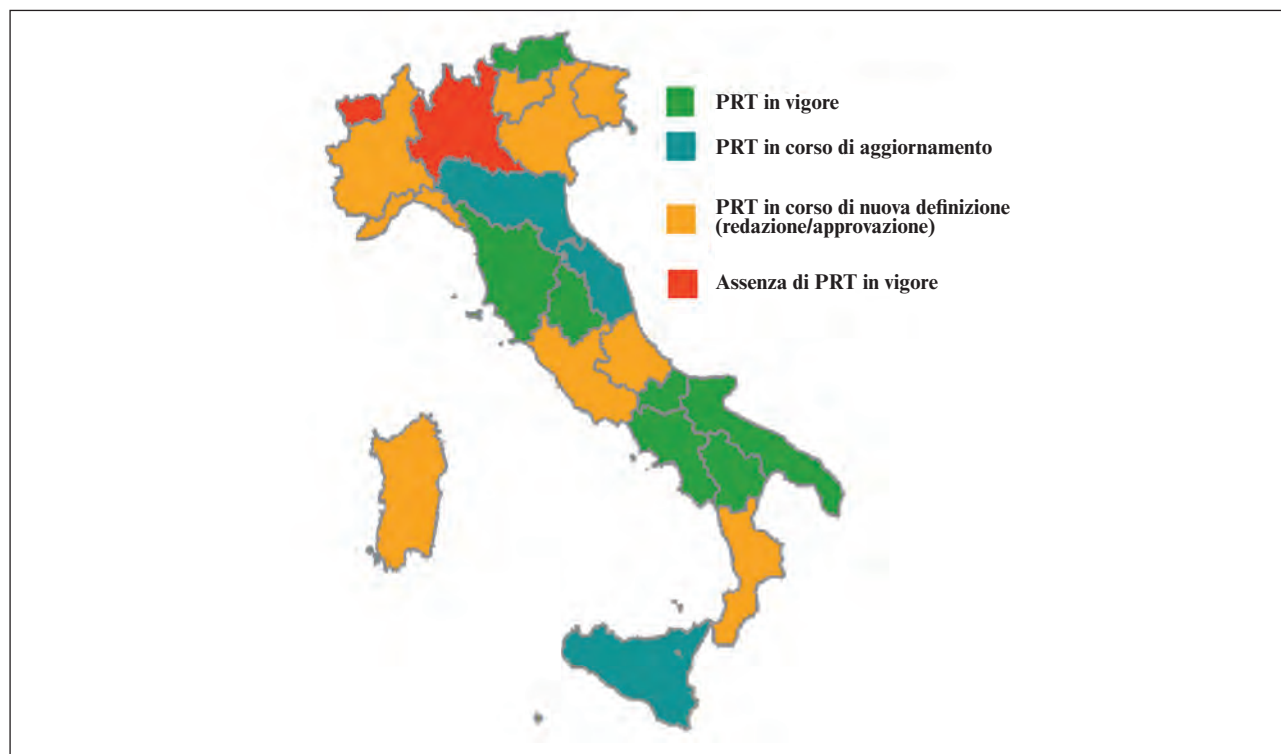 PRT in vigore
PRT in corso di aggiornamento
PRT in corso di nuova definizione
(redazione/approvazione)
Assenza di PRT in vigore